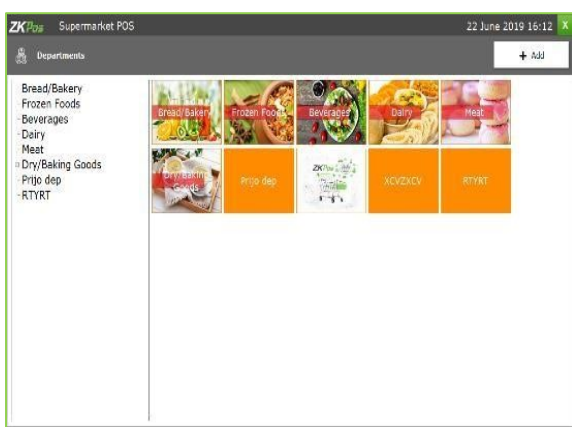 ZKPos Supermarket POS 22 June 2019 16:12 X
Departments + Add
Bread/Bakery
Frozen Foods
Beverages
Dairy
Meat
Dry/Baking Goods
Prijo dep
RTYRT
Bread/Bakery Frozen Foods Beverages Dairy Meat
Dry/Baking
Goods
Prijo dep ZKPos XCVZXCV RTYRT